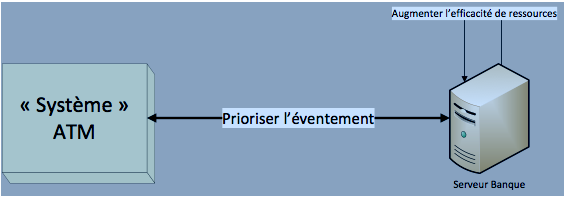 Augmenter l'efficacité de ressources
« Système »
ATM
Prioriser l'éventement
Serveur Banque